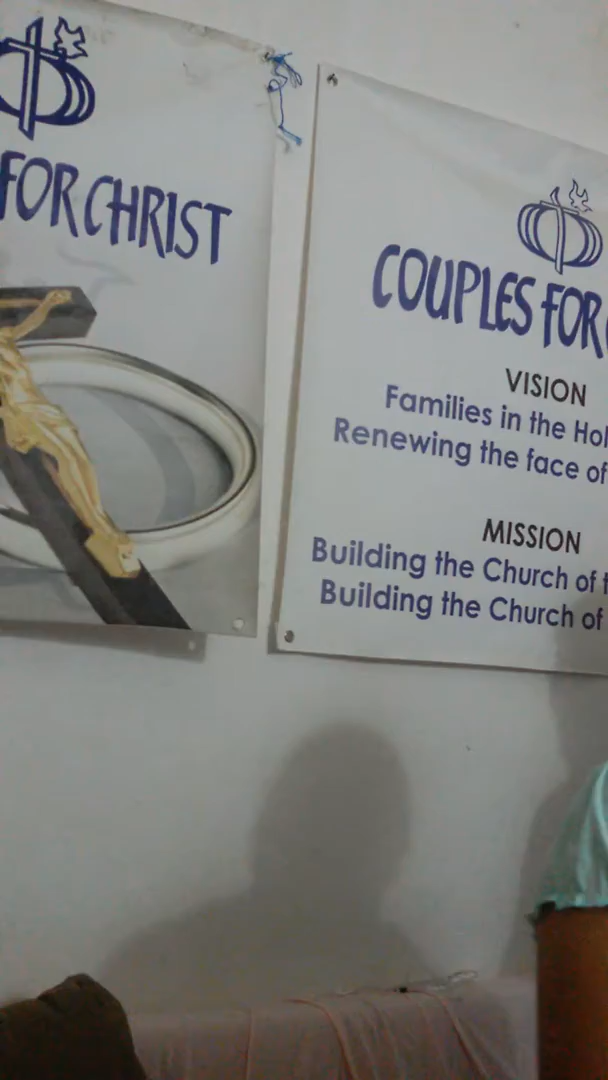 FOR CHRIST
COUPLES FOR
VISION
Families in the Hol
Renewing the face of
MISSION
Building the Church of t
Building the Church of